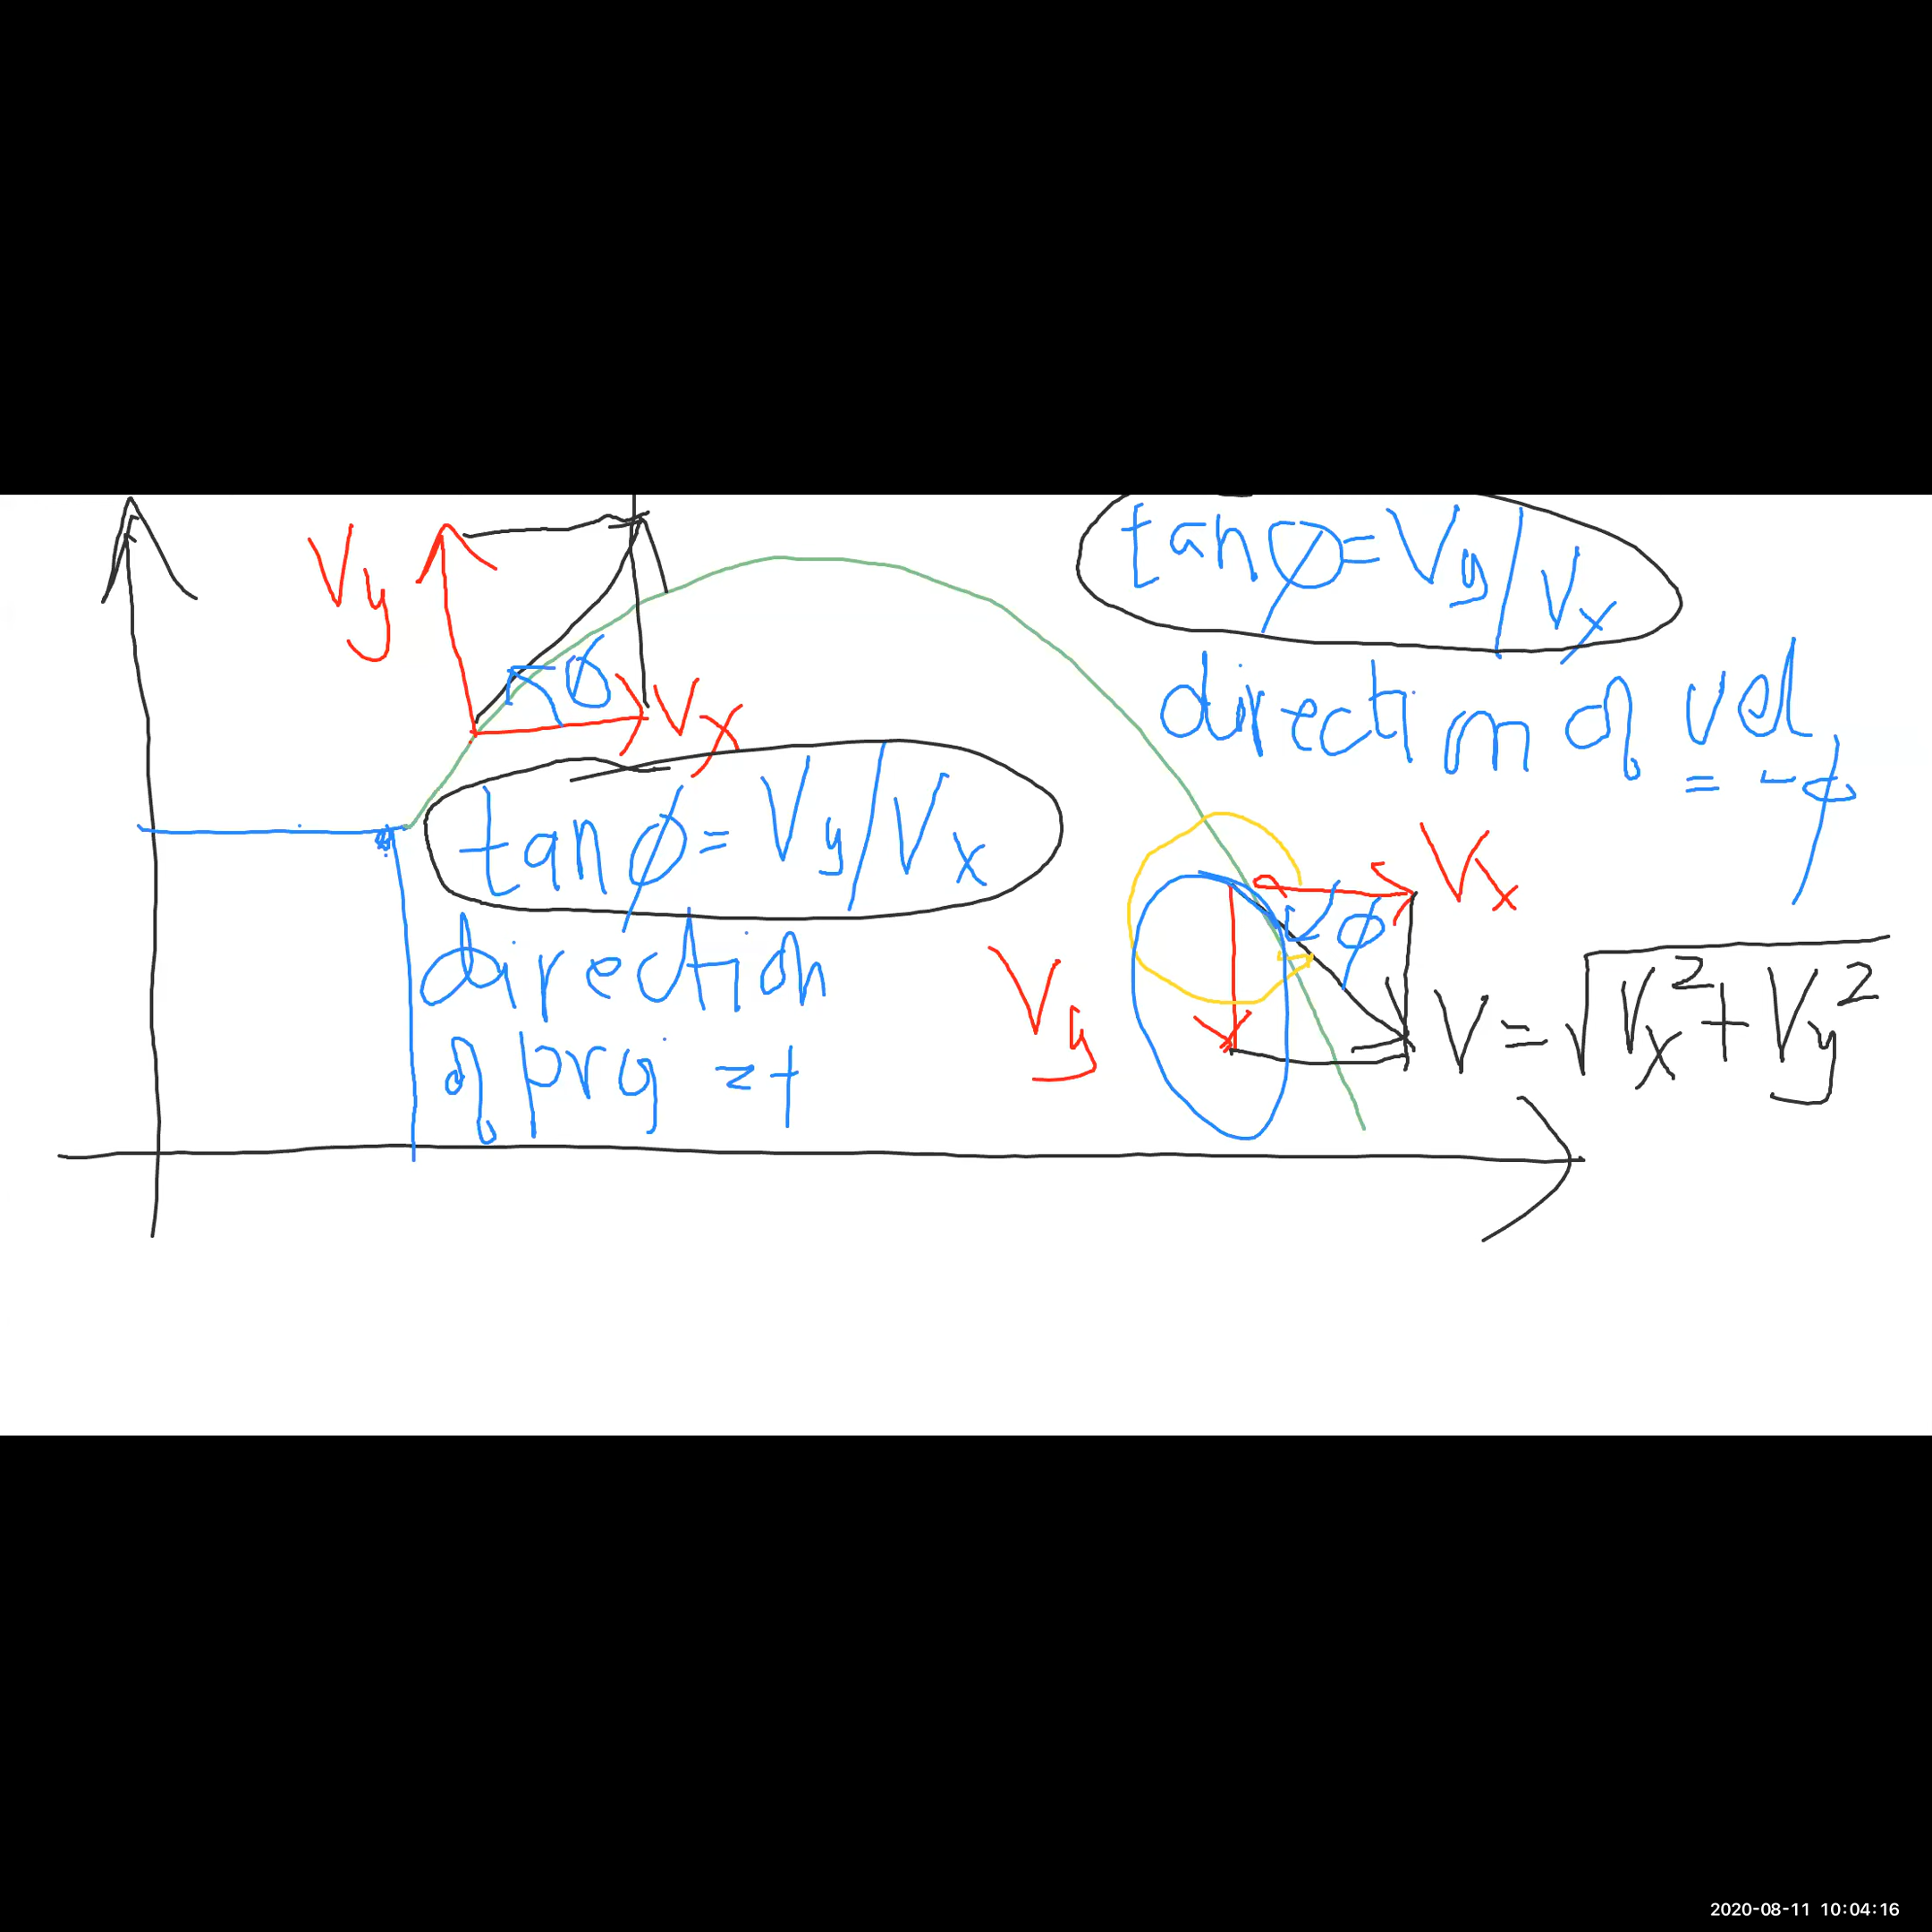 Vy
tan ø = Vy/Vx
direction of vel
= -ø
ø
Vx
tan ø = Vy/Vx
direction
of proj = +
Vx
ø
Vy
V = √Vx² + Vy²
2020-08-11 10:04:16